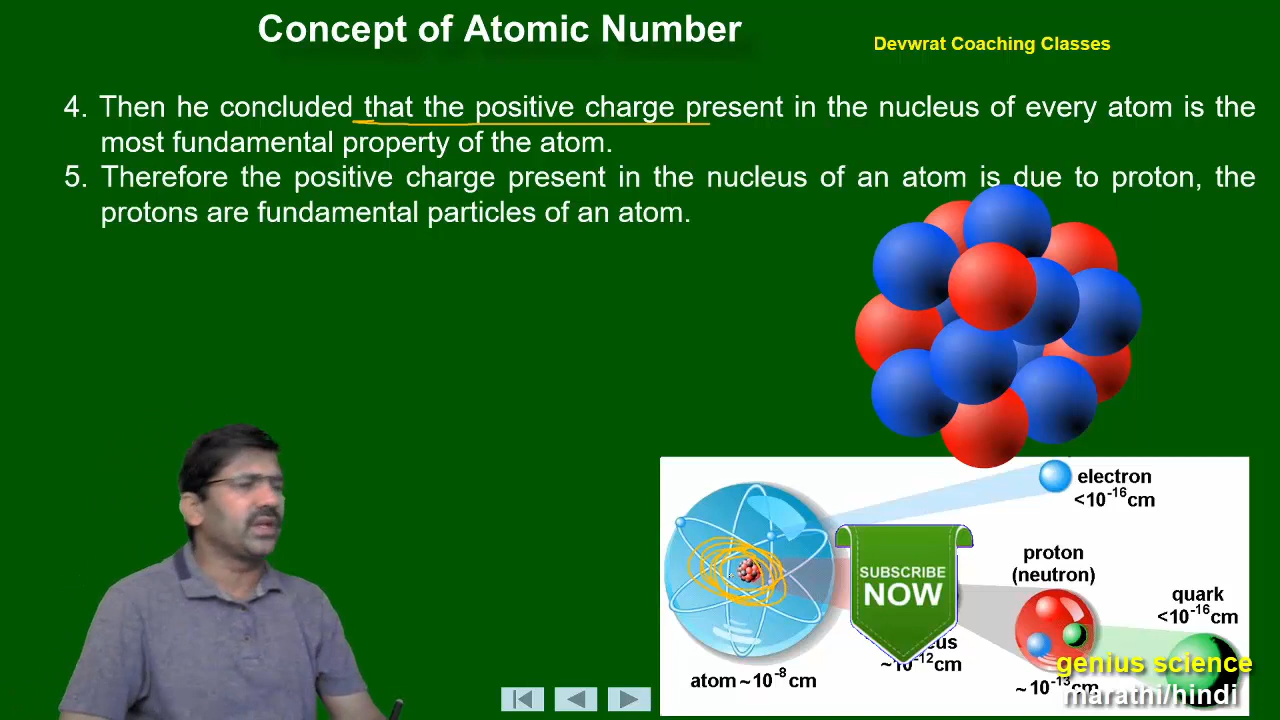 Concept of Atomic Number
Devwrat Coaching Classes
4. Then he concluded that the positive charge present in the nucleus of every atom is the
most fundamental property of the atom.
5. Therefore the positive charge present in the nucleus of an atom is due to proton, the
protons are fundamental particles of an atom.
electron
<10⁻¹⁶cm
proton
(neutron)
SUBSCRIBE
NOW
quark
<10⁻¹⁶cm
~10⁻¹²cm
atom ~ 10⁻⁸ cm
~ 10⁻¹³cm
genius science
marathi/hindi